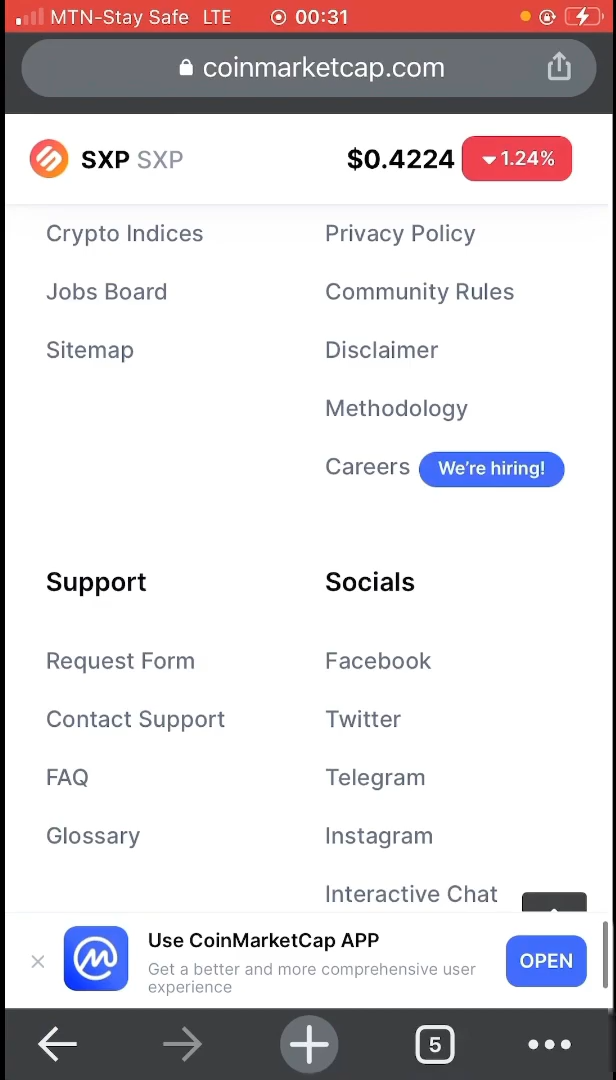 MTN-Stay Safe LTE 00:31
coinmarketcap.com
SXP SXP $0.4224 1.24%
Crypto Indices
Jobs Board
Sitemap
Privacy Policy
Community Rules
Disclaimer
Methodology
Careers We're hiring!
Support
Request Form
Contact Support
FAQ
Glossary
Socials
Facebook
Twitter
Telegram
Instagram
Interactive Chat
Use CoinMarketCap APP
Get a better and more comprehensive user
experience
OPEN
5